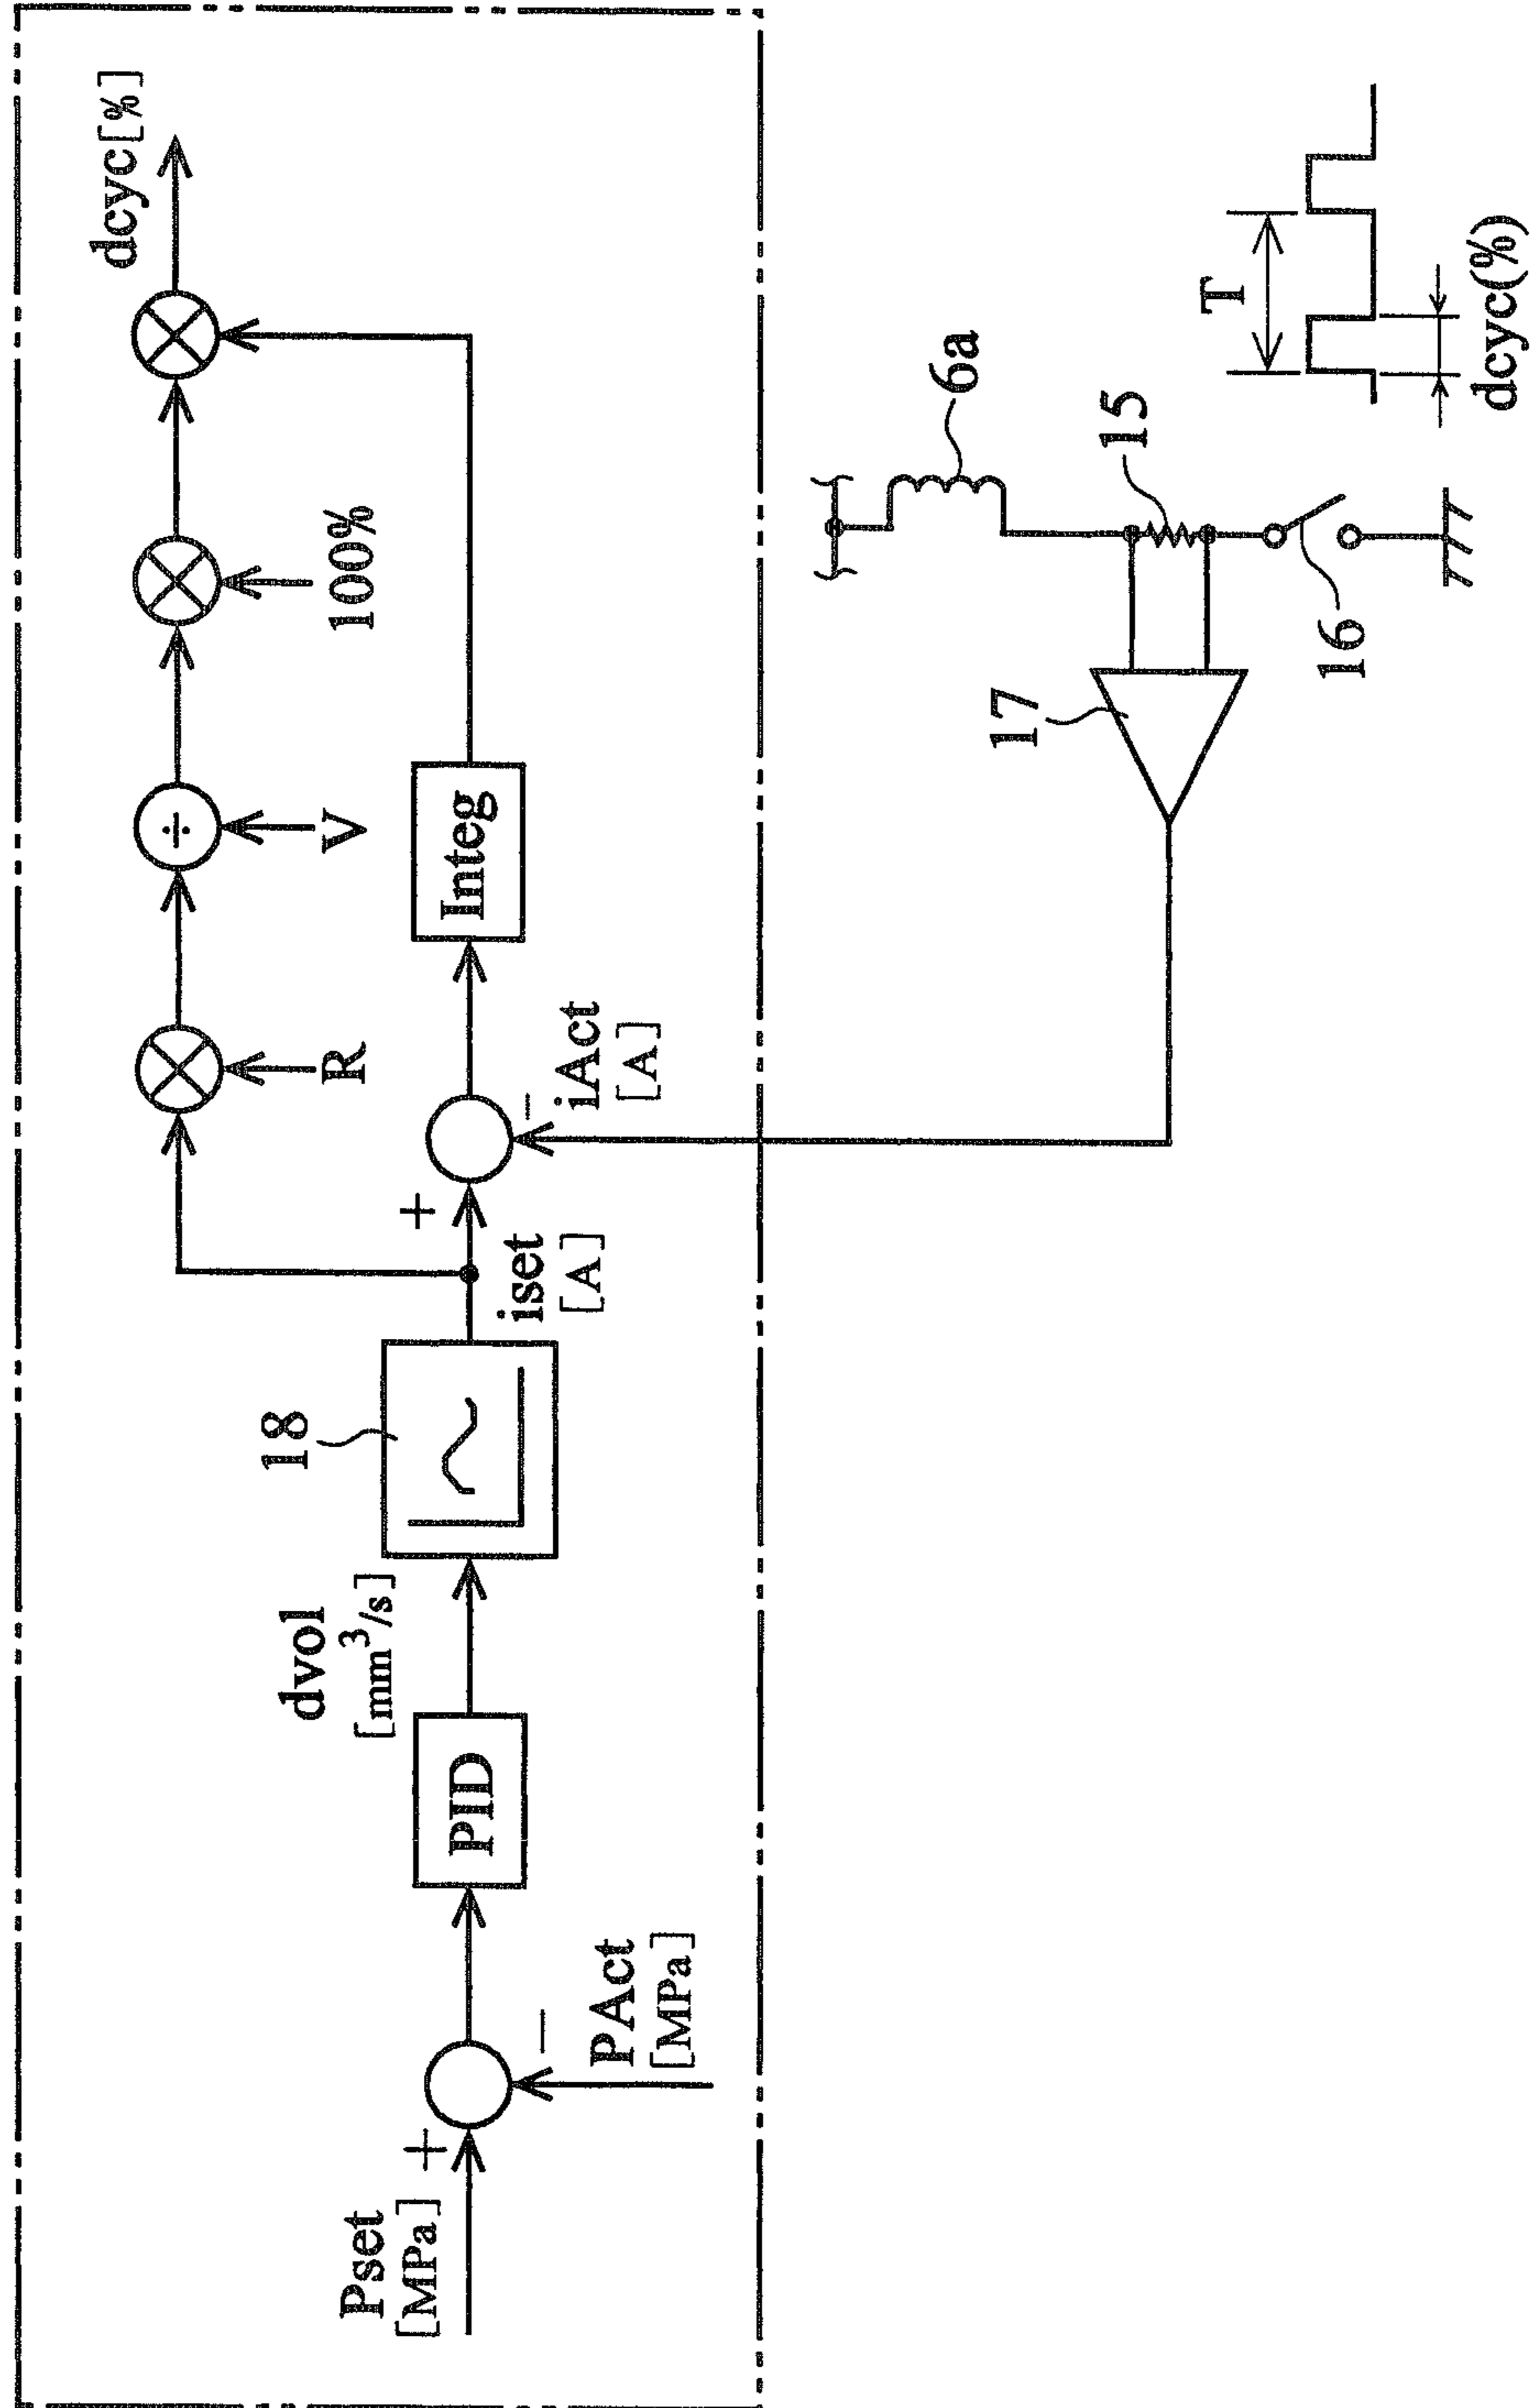 Pset
[MPa]
+
−
PAct
[MPa]
PID
dvol
[mm³/s]
18
iset
[A]
+
−
iAct
[A]
Integ
R
÷
V
100%
dcyc[%]
17
16
15
6a
T
dcyc(%)